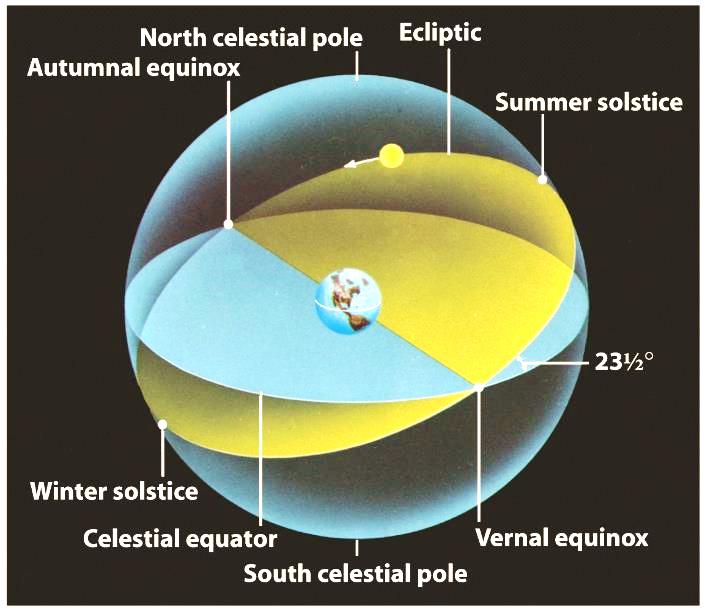 North celestial pole
Ecliptic
Autumnal equinox
Summer solstice
23½°
Winter solstice
Celestial equator
Vernal equinox
South celestial pole